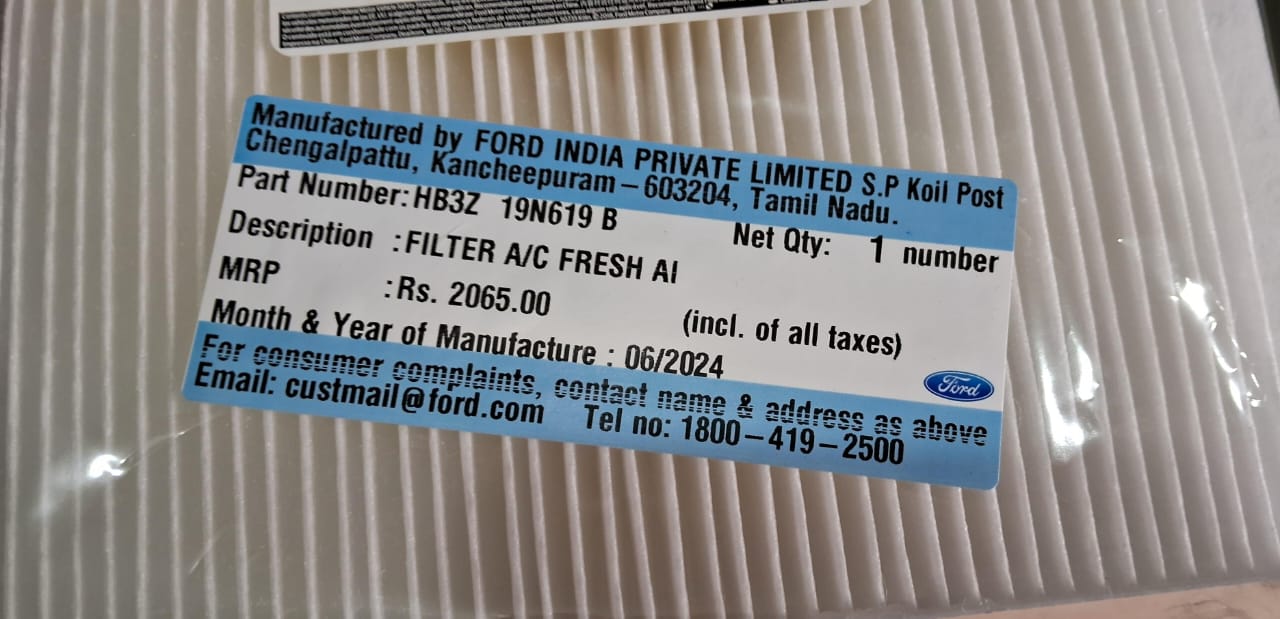 Manufactured by FORD INDIA PRIVATE LIMITED S.P Koil Post
Chengalpattu, Kancheepuram – 603204, Tamil Nadu.
Part Number: HB3Z 19N619 B
Net Qty: 1 number
Description : FILTER A/C FRESH AI
MRP : Rs. 2065.00 (incl. of all taxes)
Month & Year of Manufacture : 06/2024
Ford
For consumer complaints, contact name & address as above
Email: custmail@ford.com Tel no: 1800–419–2500